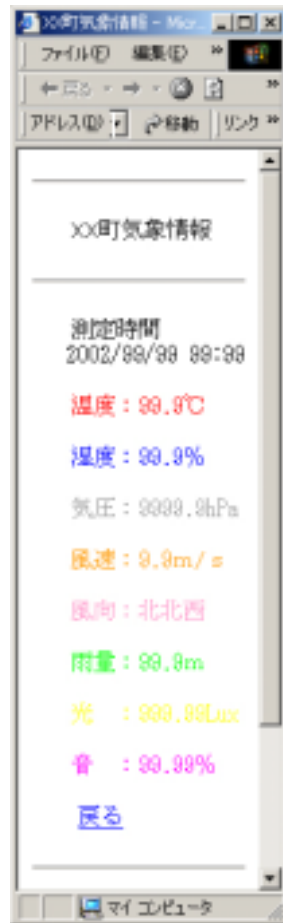 ××町気象情報 - Micr...
ファイル(F) 編集(E) »
戻る
アドレス(D) 移動 リンク »
××町気象情報
測定時間
2002/99/99 99:99
温度：99.9℃
湿度：99.9%
気圧：9999.9hPa
風速：9.9m/s
風向：北北西
雨量：99.9m
光　：999.99Lux
音　：99.99%
戻る
マイ コンピュータ